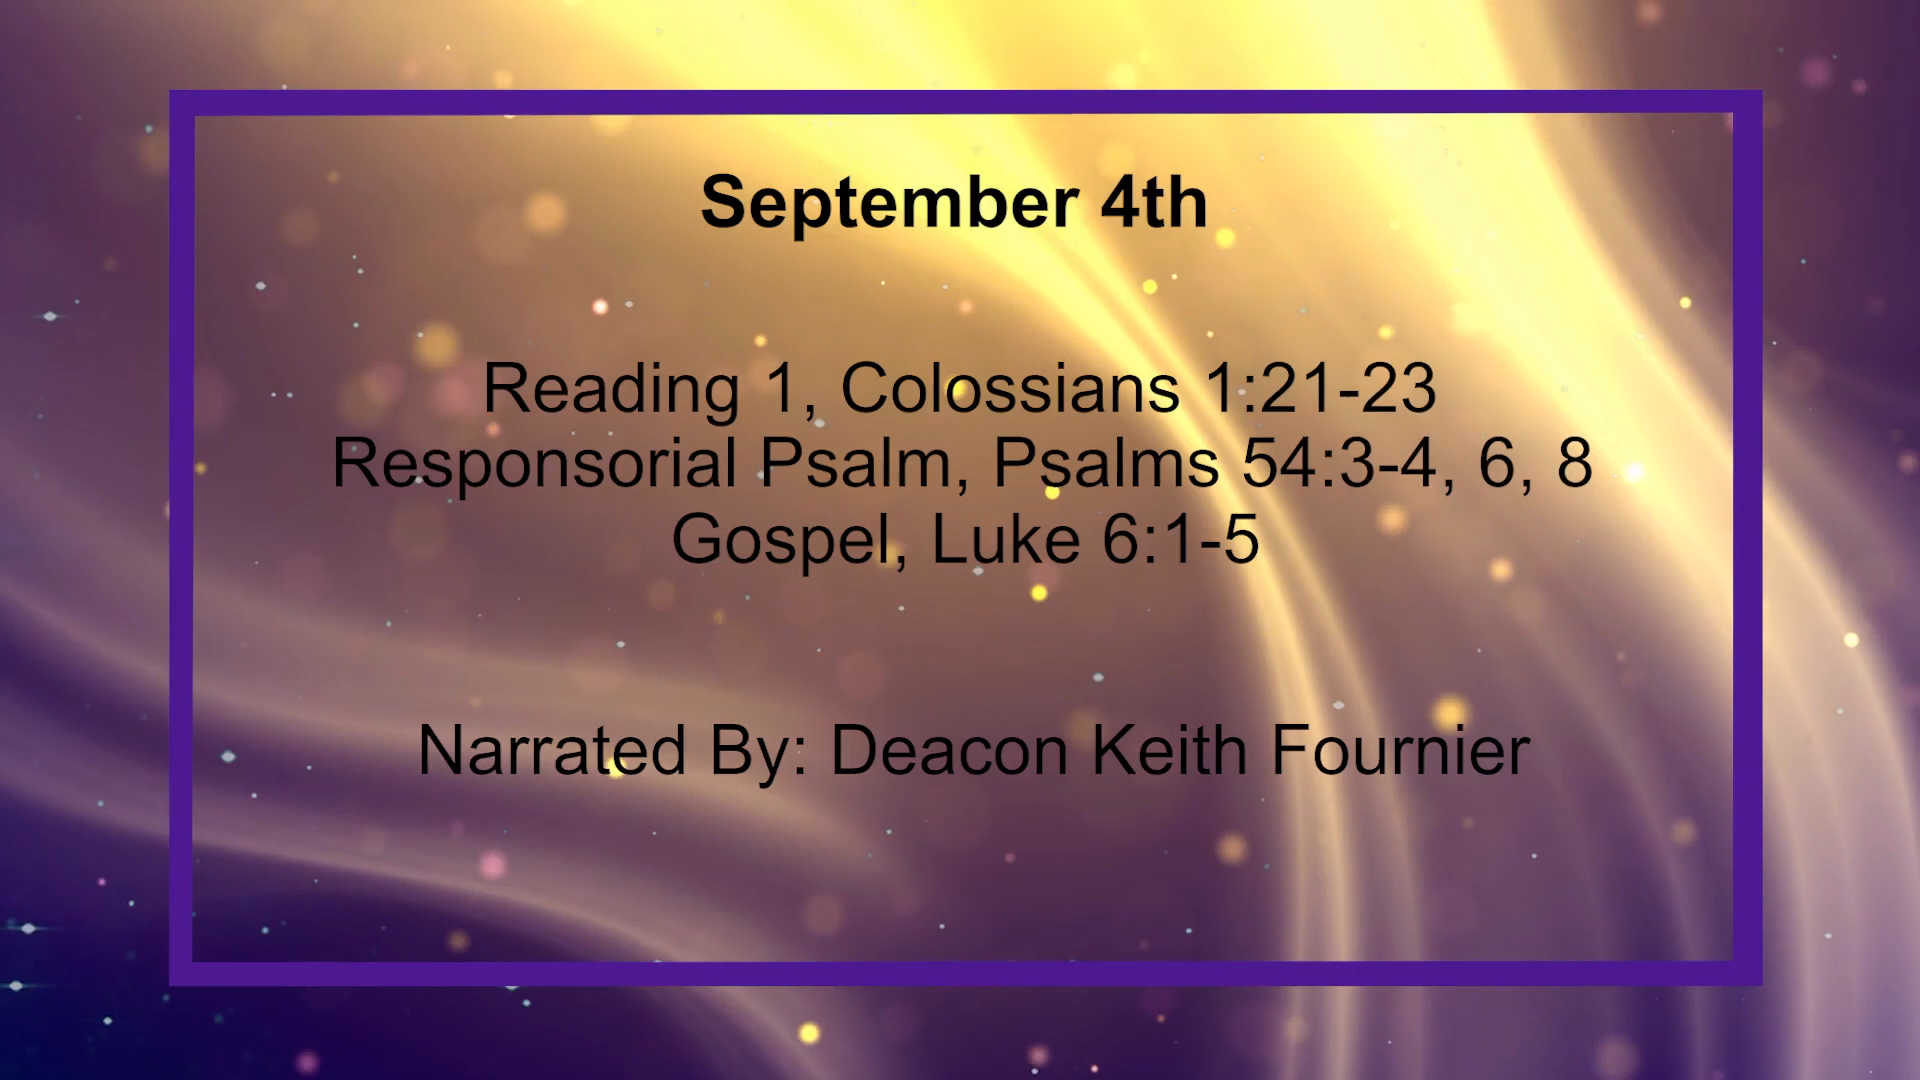 September 4th
Reading 1, Colossians 1:21-23
Responsorial Psalm, Psalms 54:3-4, 6, 8
Gospel, Luke 6:1-5
Narrated By: Deacon Keith Fournier